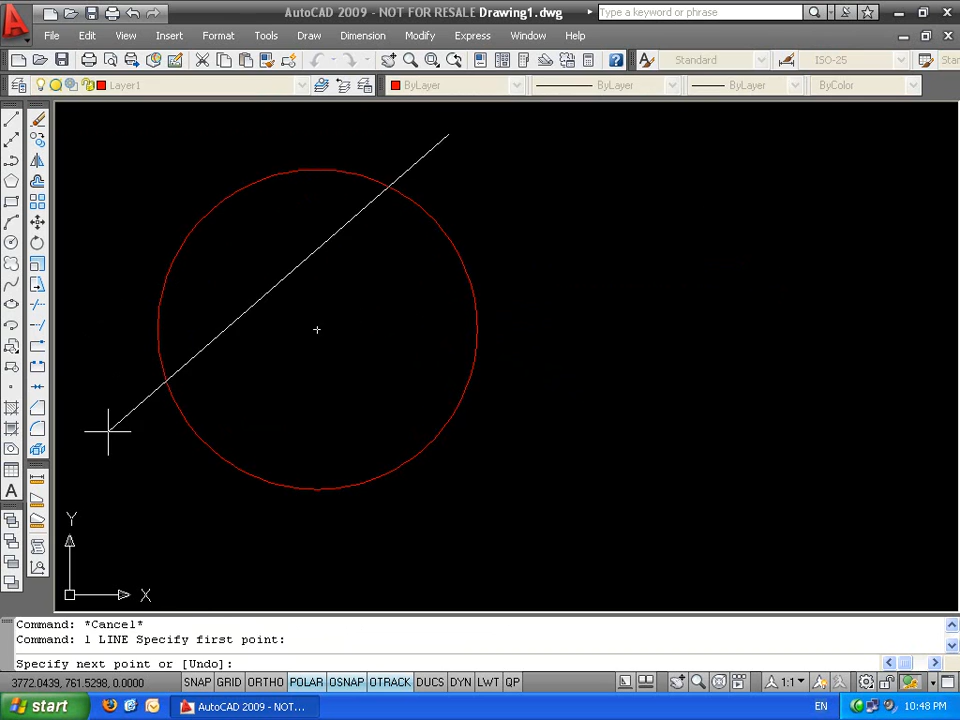 AutoCAD 2009 - NOT FOR RESALE Drawing1.dwg
Type a keyword or phrase
File Edit View Insert Format Tools Draw Dimension Modify Express Window Help
Standard ISO-25 Stan
Layer1 ByLayer ByLayer ByLayer ByColor
A
Y
X
Command: *Cancel*
Command: l LINE Specify first point:
Specify next point or [Undo]:
3772.0439, 761.5298, 0.0000 SNAP GRID ORTHO POLAR OSNAP OTRACK DUCS DYN LWT QP 1:1
start AutoCAD 2009 - NOT... EN 10:48 PM